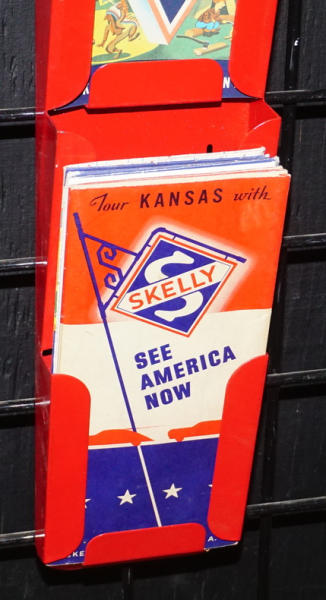 Tour KANSAS with
SKELLY
SEE
AMERICA
NOW